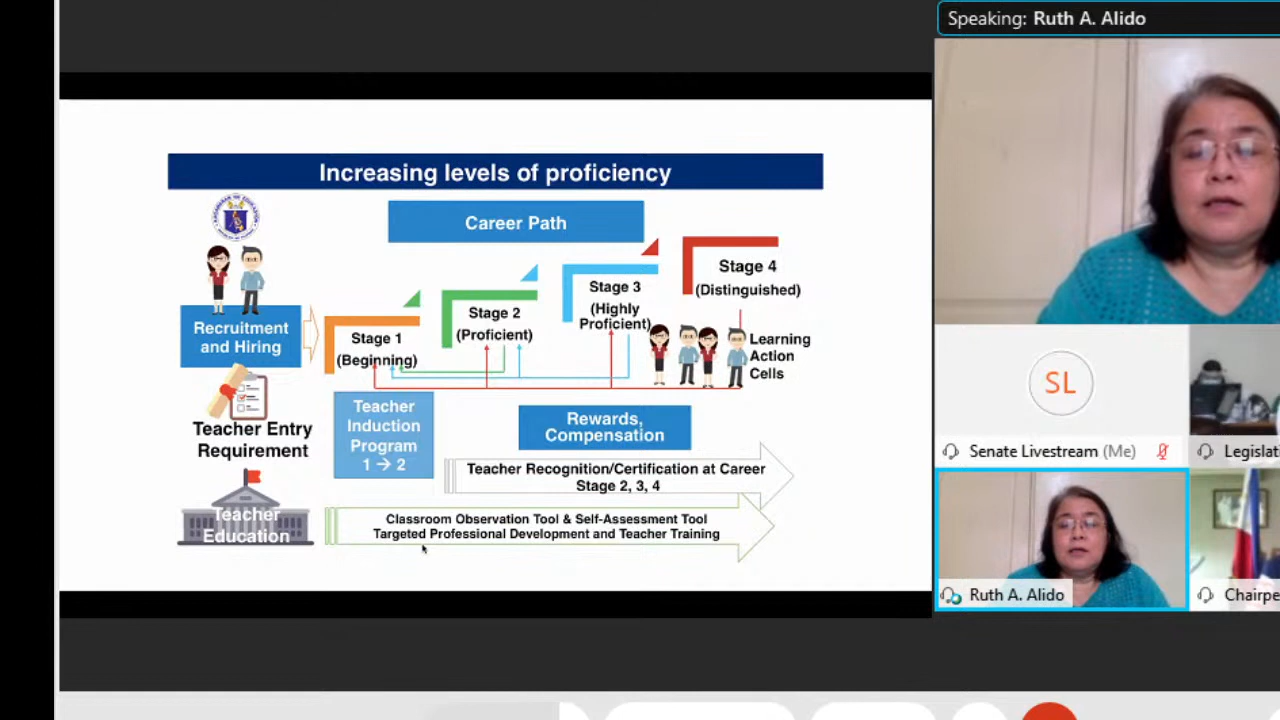 Speaking: Ruth A. Alido
Increasing levels of proficiency
Career Path
Stage 4
(Distinguished)
Stage 3
(Highly
Proficient)
Stage 2
(Proficient)
Stage 1
(Beginning)
Recruitment
and Hiring
Learning
Action
Cells
Teacher Entry
Requirement
Teacher
Induction
Program
1 → 2
Rewards,
Compensation
Teacher Recognition/Certification at Career
Stage 2, 3, 4
Teacher
Education
Classroom Observation Tool & Self-Assessment Tool
Targeted Professional Development and Teacher Training
SL
Senate Livestream (Me)
Legislati
Ruth A. Alido
Chairpe